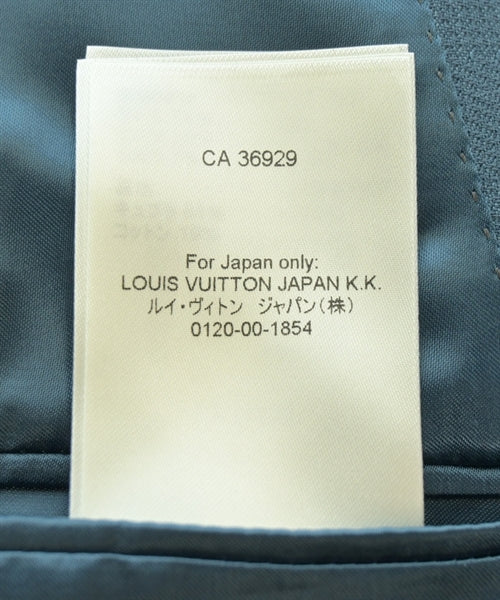 CA 36929
For Japan only:
LOUIS VUITTON JAPAN K.K.
ルイ・ヴィトン ジャパン(株)
0120-00-1854